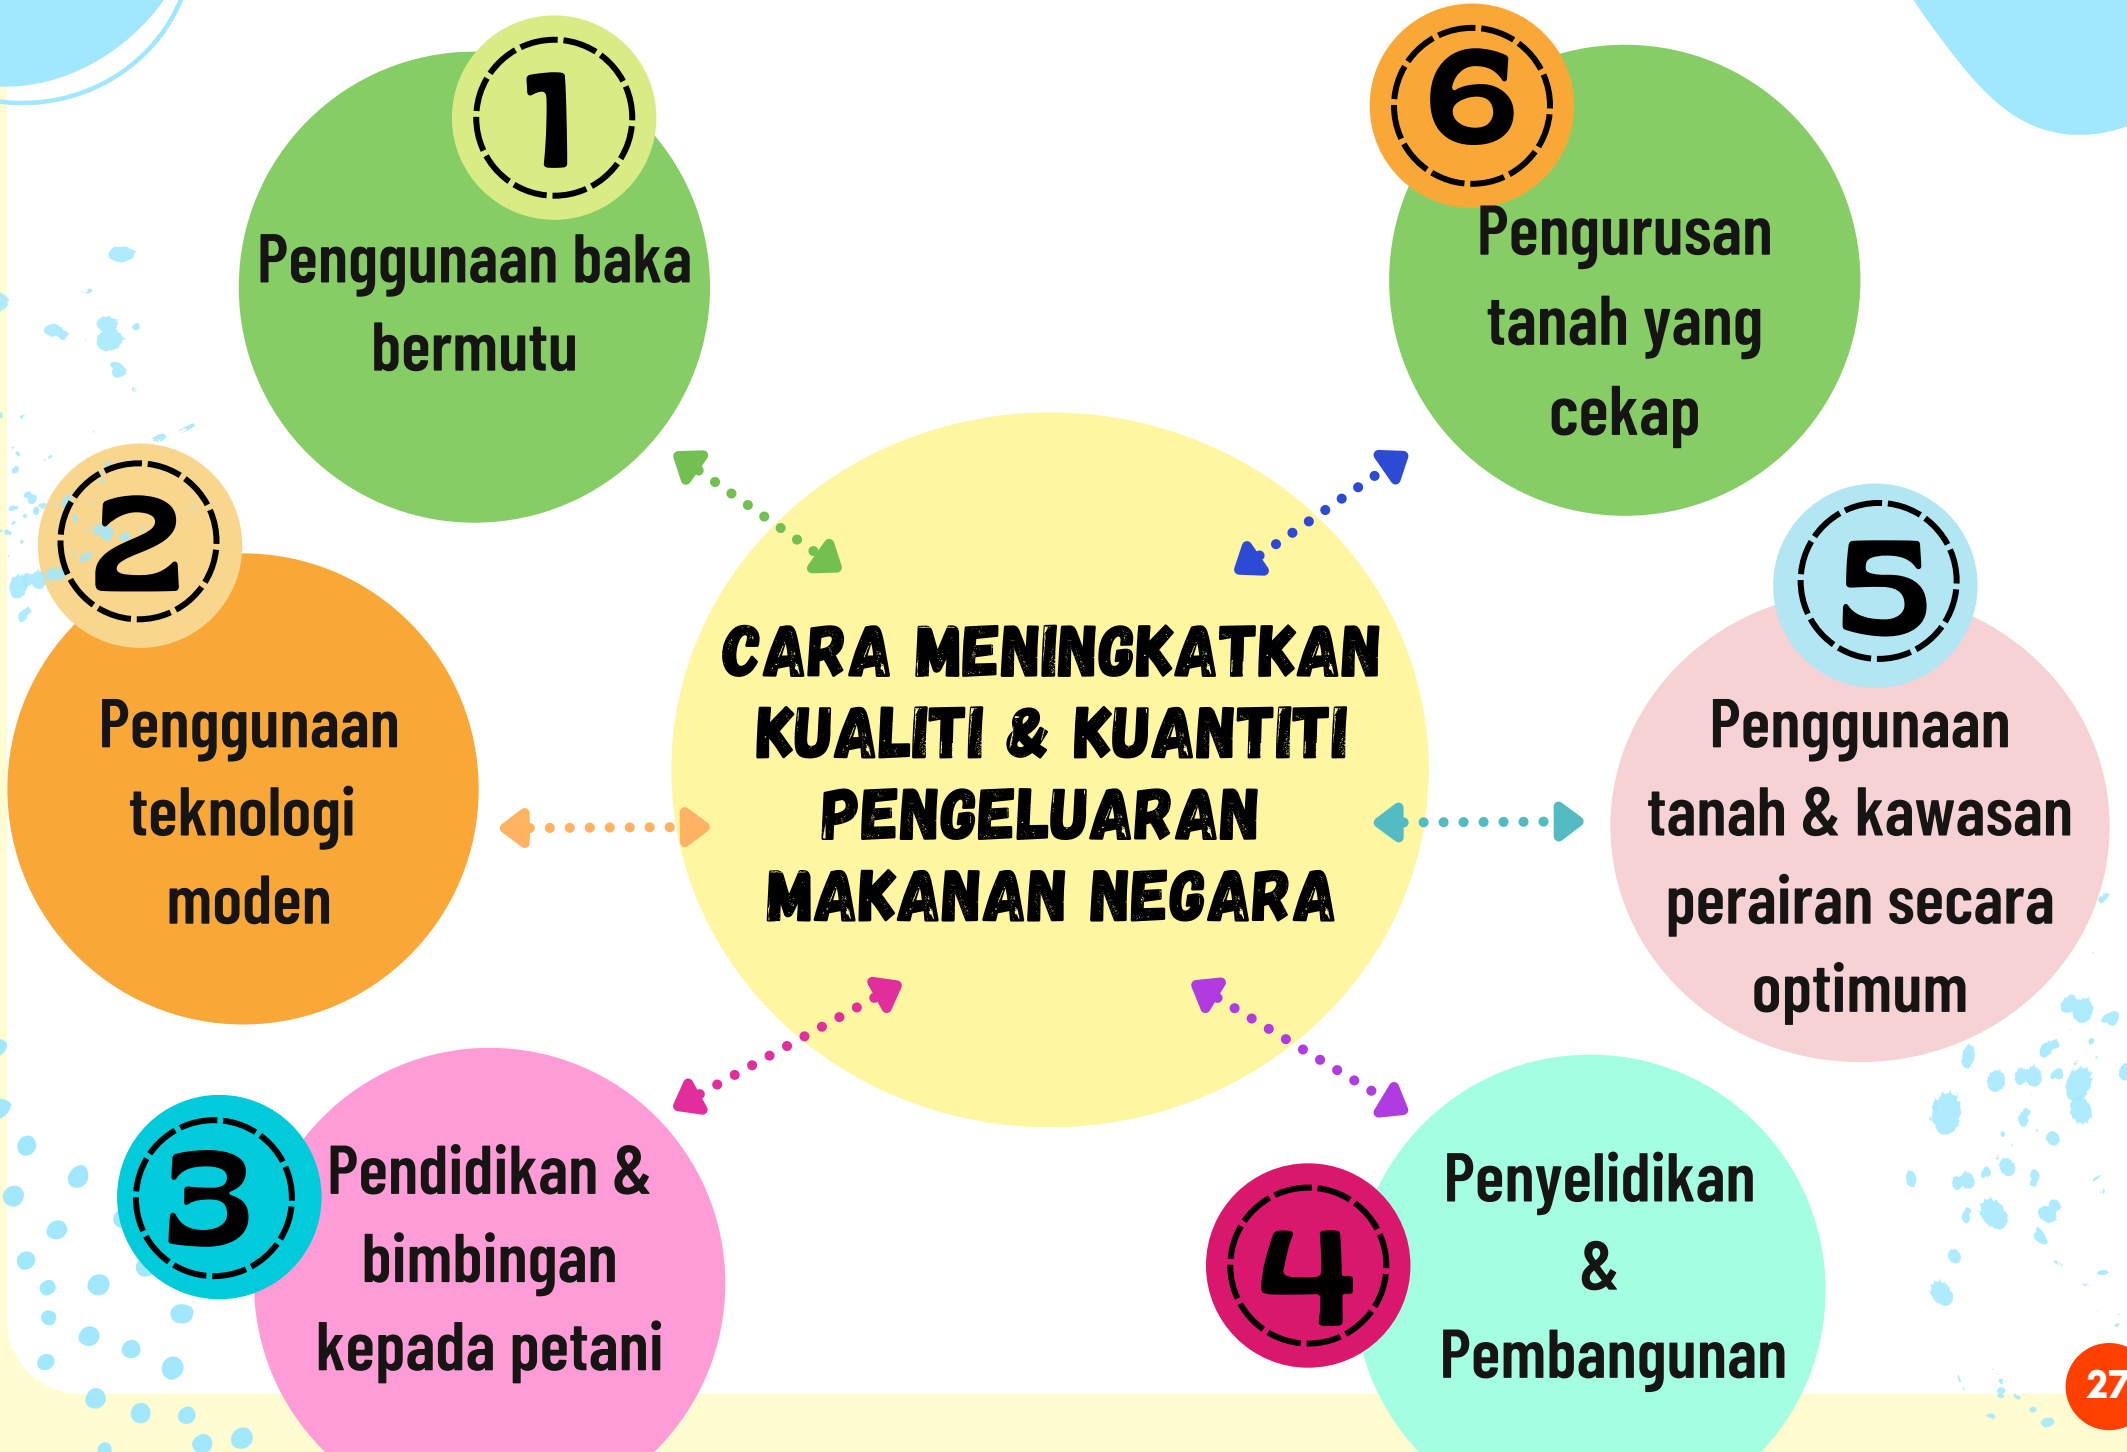 1
Penggunaan baka
bermutu
2
Penggunaan
teknologi
moden
3
Pendidikan &
bimbingan
kepada petani
4
Penyelidikan
&
Pembangunan
5
Penggunaan
tanah & kawasan
perairan secara
optimum
6
Pengurusan
tanah yang
cekap
CARA MENINGKATKAN
KUALITI & KUANTITI
PENGELUARAN
MAKANAN NEGARA
27